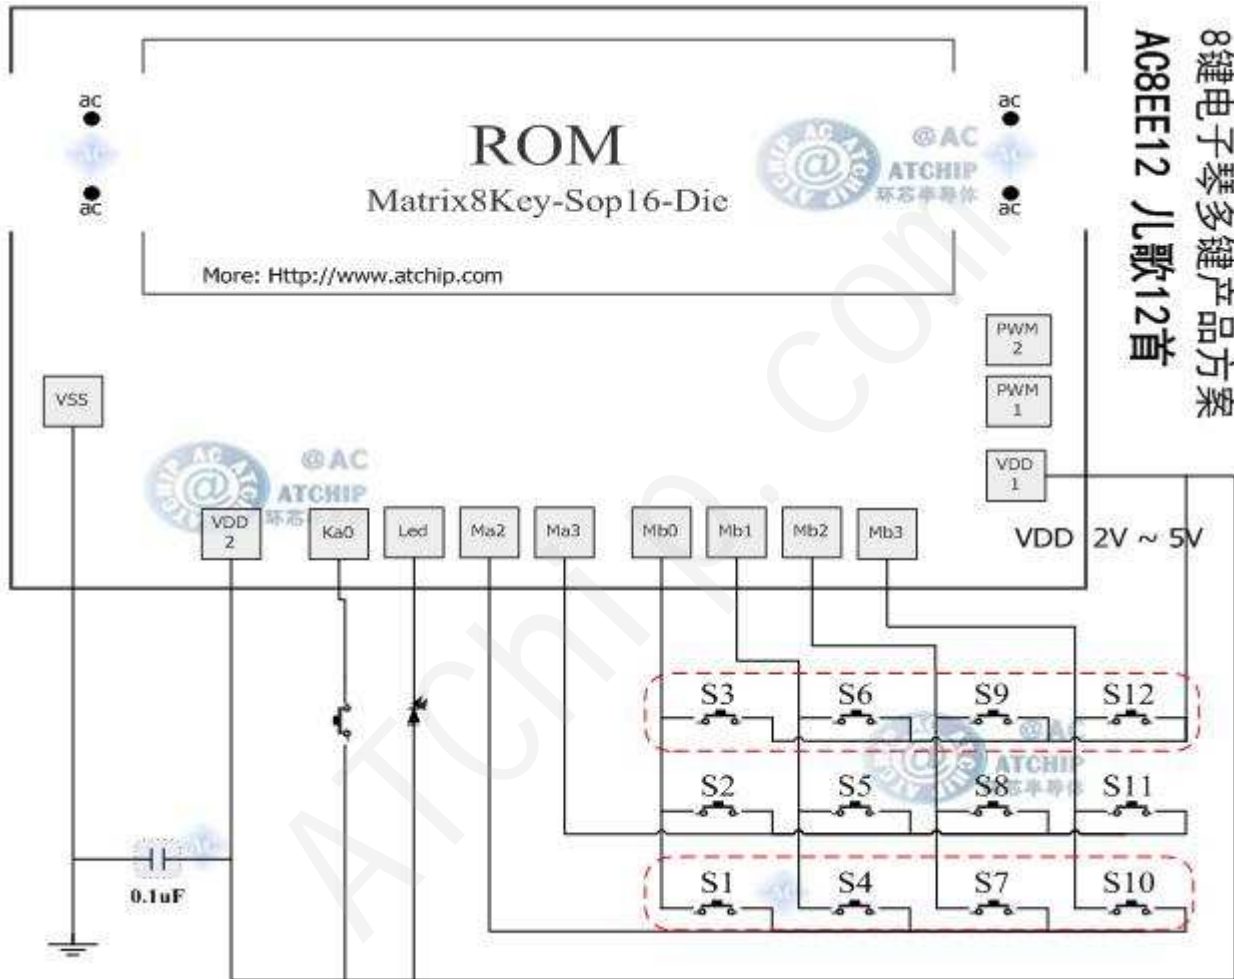 ac
ac
ROM
Matrix8Key-Sop16-Die
More: Http://www.atchip.com
@AC
ATCHIP
环芯半导体
ac
ac
8键电子琴多键产品方案
AC8EE12 儿歌12首
PWM
2
PWM
1
VDD
1
VSS
@AC
ATCHIP
VDD
2
Ka0
Led
Ma2
Ma3
Mb0
Mb1
Mb2
Mb3
VDD 2V ~ 5V
S3
S6
S9
S12
@AC
ATCHIP
S2
S5
S8
S11
S1
S4
S7
S10
0.1uF
ATChip.com